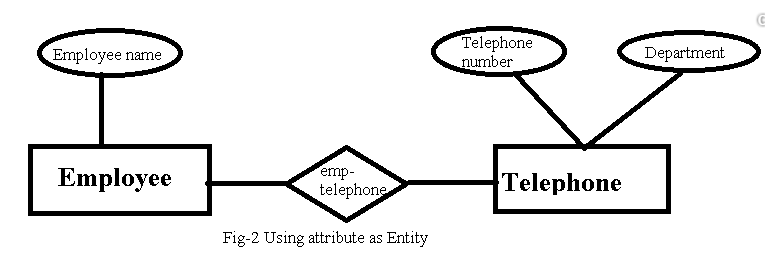 Employee name
Telephone
number
Department
Employee
emp-
telephone
Telephone
Fig-2 Using attribute as Entity